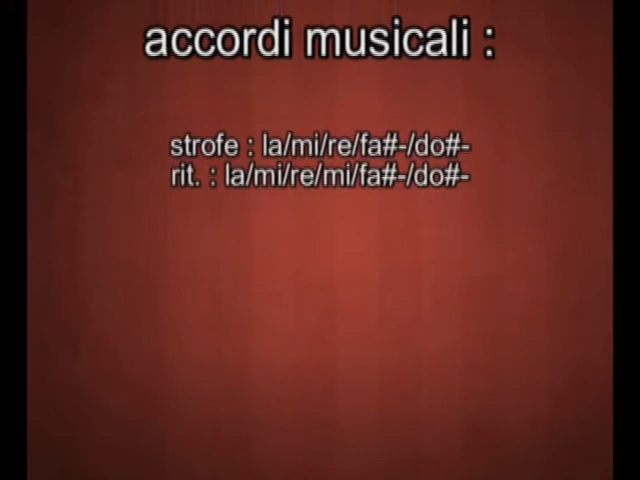 accordi musicali :
strofe : la/mi/re/fa#-/do#-
rit. : la/mi/re/mi/fa#-/do#-